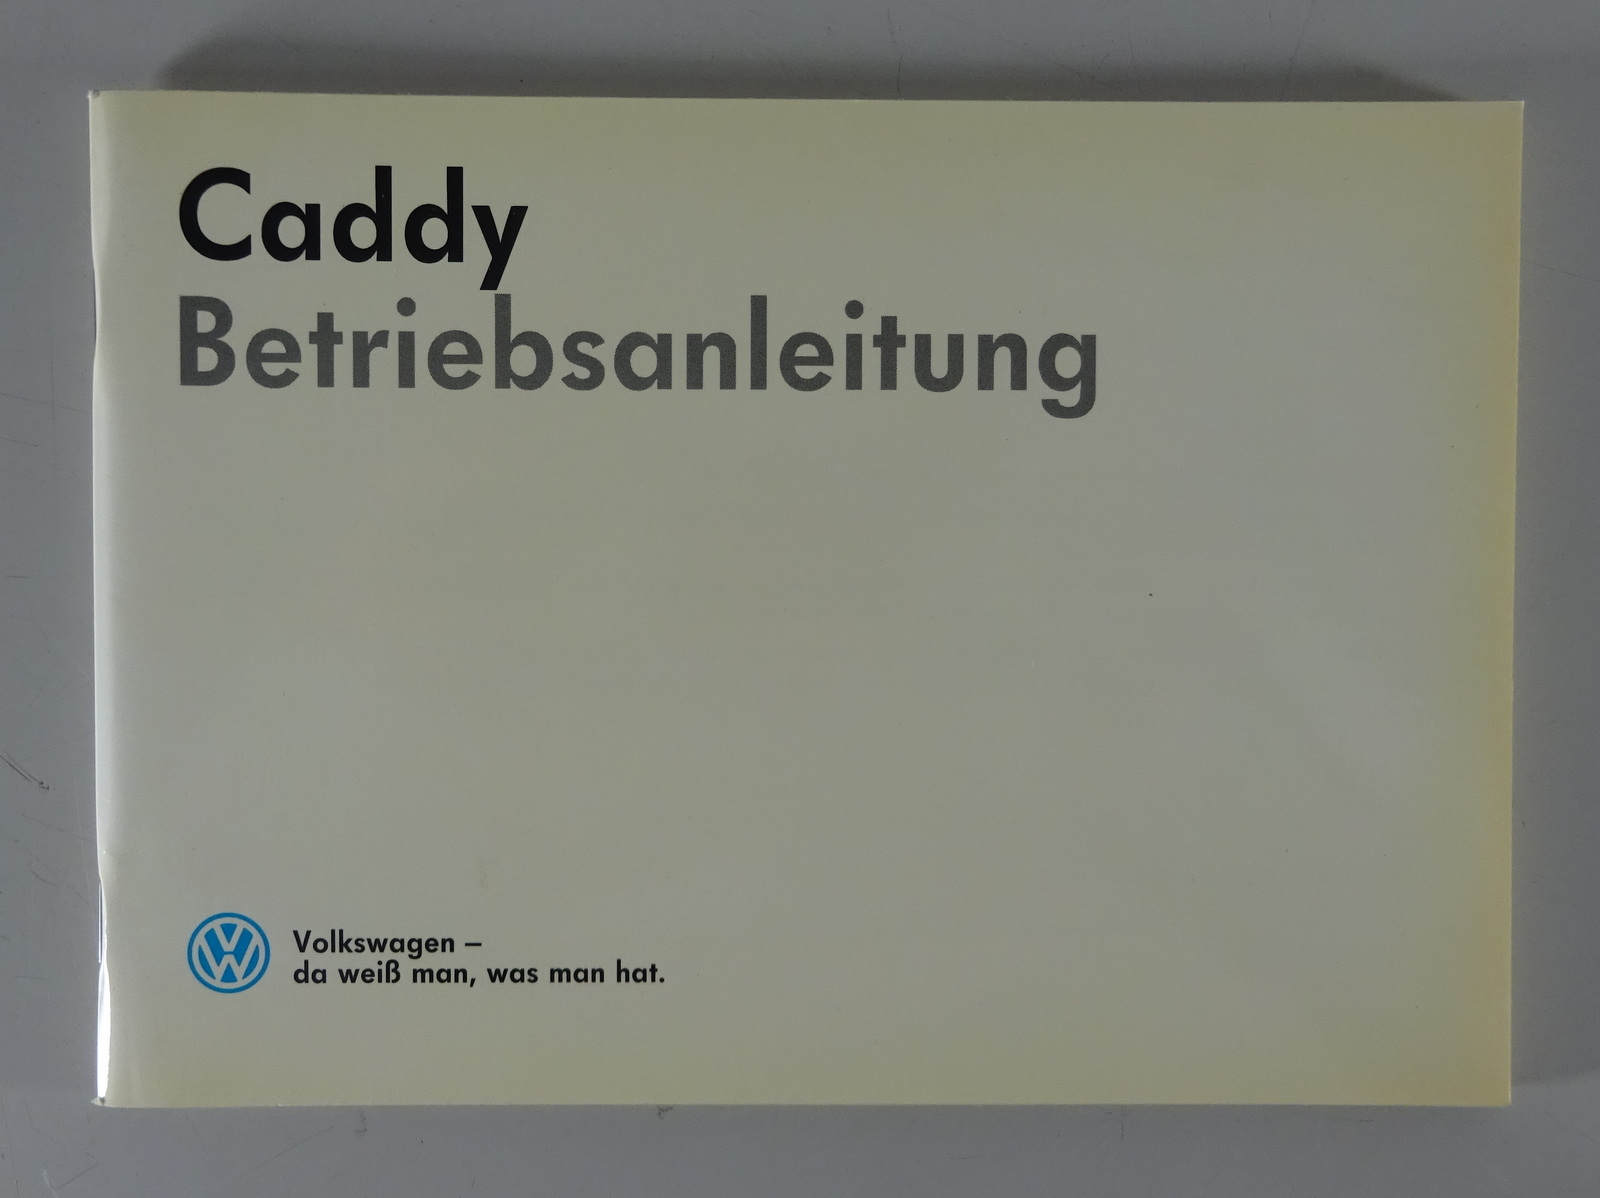 Caddy
Betriebsanleitung
Volkswagen –
da weiß man, was man hat.